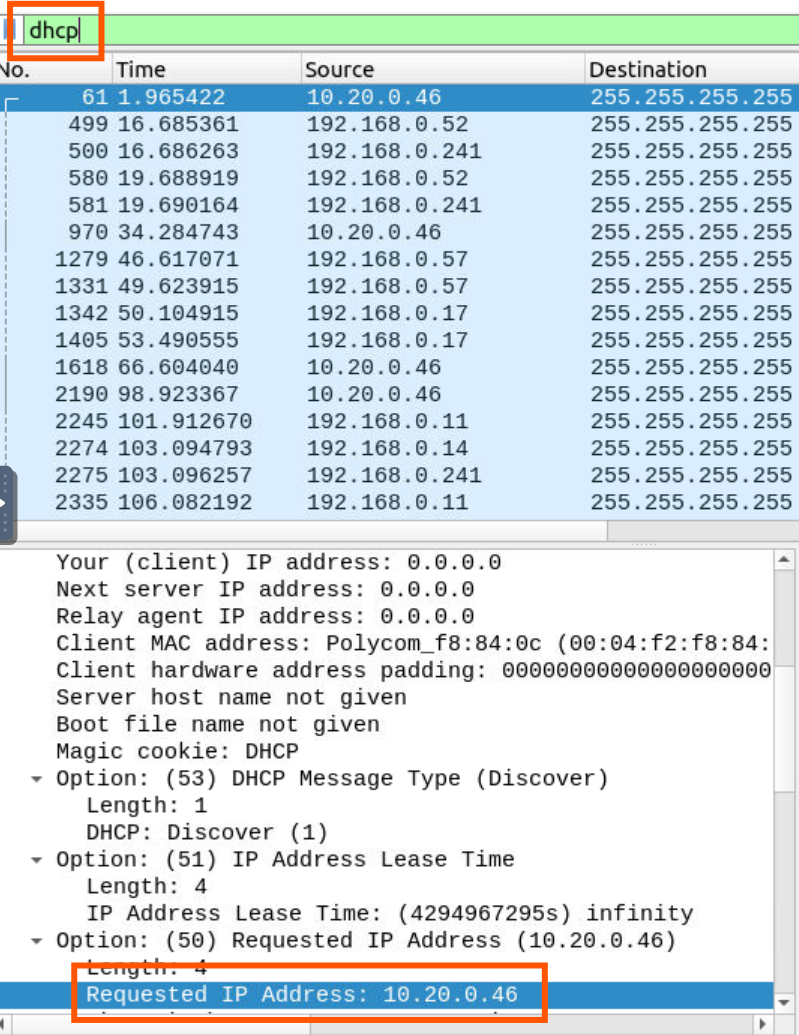 dhcp
No. Time Source Destination
61 1.965422 10.20.0.46 255.255.255.255
499 16.685361 192.168.0.52 255.255.255.255
500 16.686263 192.168.0.241 255.255.255.255
580 19.688919 192.168.0.52 255.255.255.255
581 19.690164 192.168.0.241 255.255.255.255
970 34.284743 10.20.0.46 255.255.255.255
1279 46.617071 192.168.0.57 255.255.255.255
1331 49.623915 192.168.0.57 255.255.255.255
1342 50.104915 192.168.0.17 255.255.255.255
1405 53.490555 192.168.0.17 255.255.255.255
1618 66.604040 10.20.0.46 255.255.255.255
2190 98.923367 10.20.0.46 255.255.255.255
2245 101.912670 192.168.0.11 255.255.255.255
2274 103.094793 192.168.0.14 255.255.255.255
2275 103.096257 192.168.0.241 255.255.255.255
2335 106.082192 192.168.0.11 255.255.255.255
Your (client) IP address: 0.0.0.0
Next server IP address: 0.0.0.0
Relay agent IP address: 0.0.0.0
Client MAC address: Polycom_f8:84:0c (00:04:f2:f8:84:
Client hardware address padding: 00000000000000000000
Server host name not given
Boot file name not given
Magic cookie: DHCP
Option: (53) DHCP Message Type (Discover)
Length: 1
DHCP: Discover (1)
Option: (51) IP Address Lease Time
Length: 4
IP Address Lease Time: (4294967295s) infinity
Option: (50) Requested IP Address (10.20.0.46)
Length: 4
Requested IP Address: 10.20.0.46